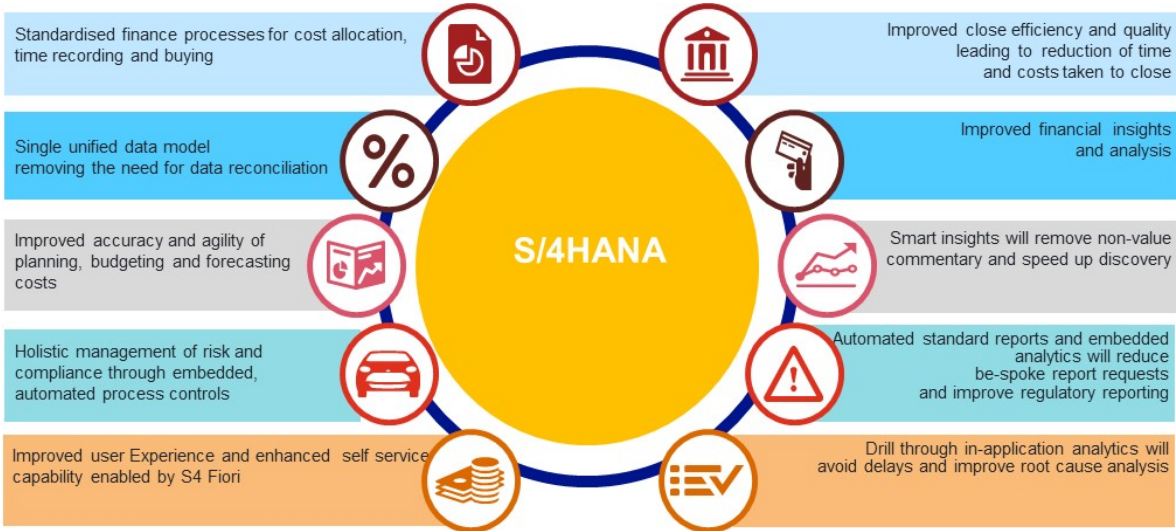 Standardised finance processes for cost allocation,
time recording and buying
Single unified data model
removing the need for data reconciliation
Improved accuracy and agility of
planning, budgeting and forecasting
costs
Holistic management of risk and
compliance through embedded,
automated process controls
Improved user Experience and enhanced self service
capability enabled by S4 Fiori
S/4HANA
Improved close efficiency and quality
leading to reduction of time
and costs taken to close
Improved financial insights
and analysis
Smart insights will remove non-value
commentary and speed up discovery
Automated standard reports and embedded
analytics will reduce
be-spoke report requests
and improve regulatory reporting
Drill through in-application analytics will
avoid delays and improve root cause analysis